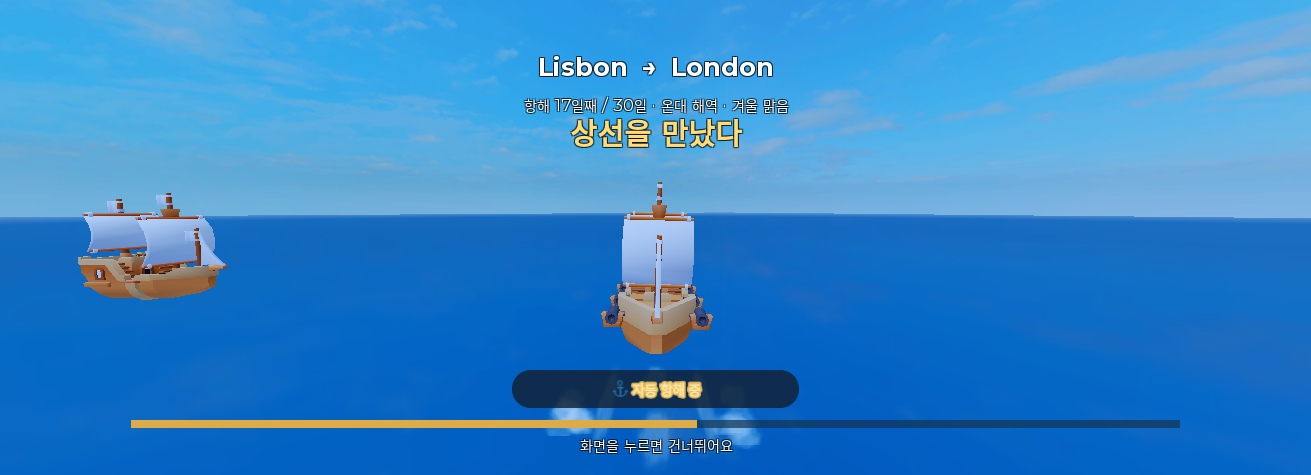 Lisbon → London
항해 17일째 / 30일 · 온대 해역 · 겨울 맑음
상선을 만났다
자동 항해 중
화면을 누르면 건너뛰어요